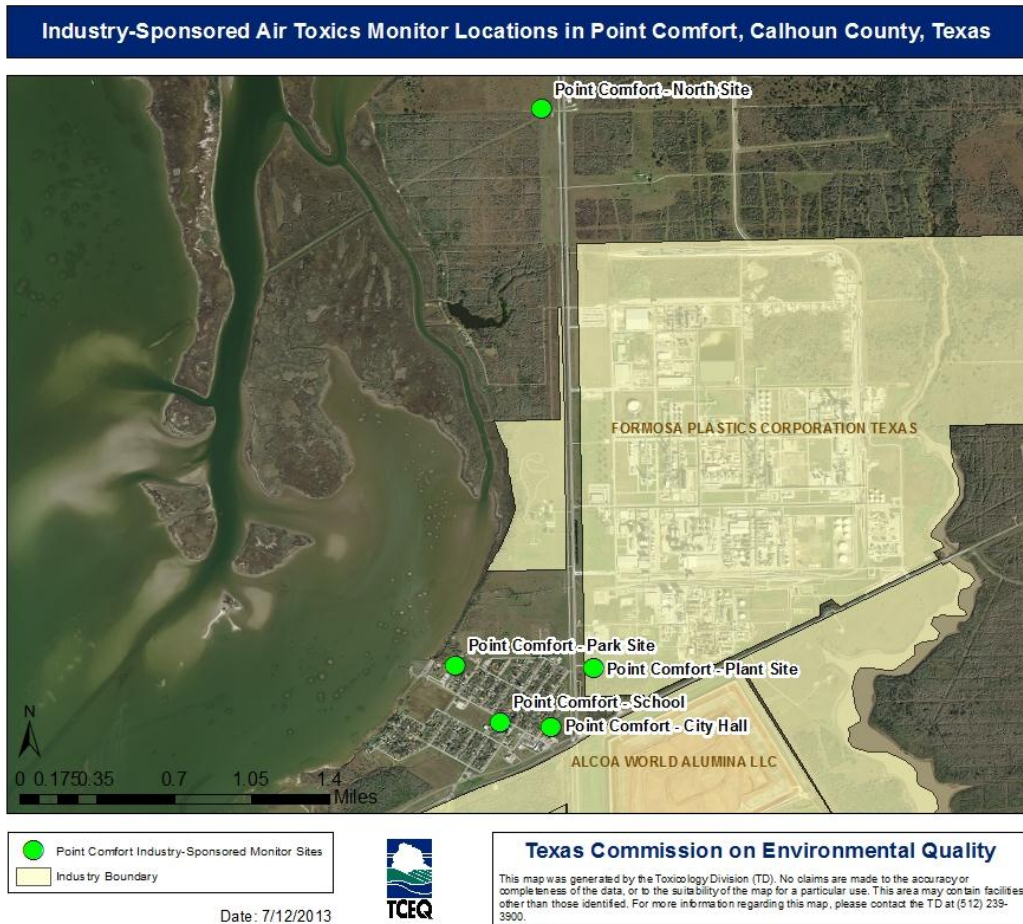 Industry-Sponsored Air Toxics Monitor Locations in Point Comfort, Calhoun County, Texas
Point Comfort - North Site
FORMOSA PLASTICS CORPORATION TEXAS
Point Comfort - Park Site
Point Comfort - Plant Site
Point Comfort - School
Point Comfort - City Hall
ALCOA WORLD ALUMINA LLC
N
0 0.175 0.35 0.7 1.05 1.4
Miles
Point Comfort Industry-Sponsored Monitor Sites
Industry Boundary
Date: 7/12/2013
TCEQ
Texas Commission on Environmental Quality
This map was generated by the Toxicology Division (TD). No claims are made to the accuracy or
completeness of the data, or to the suitability of the map for a particular use. This area may contain facilities
other than those identified. For more information regarding this map, please contact the TD at (512) 239-
3900.